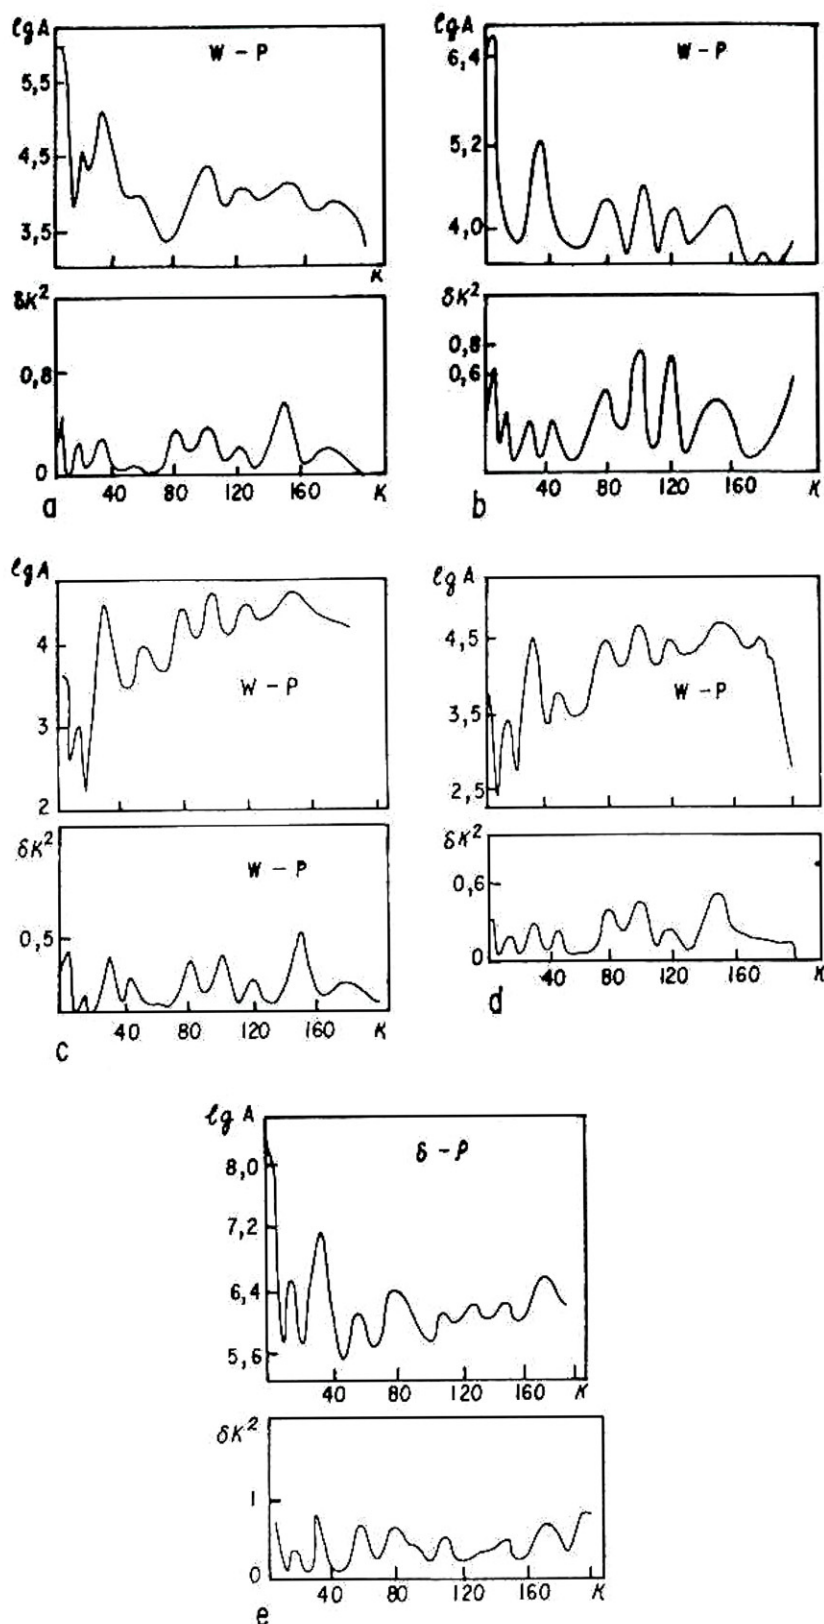 lgA
W – P
5,5
4,5
3,5
K
δK²
0,8
0
40 80 120 160 K
a
lgA
W – P
6,4
5,2
4,0
δK²
0,8
0,6
40 80 120 160 K
b
lgA
4
W – P
3
2
δK²
W – P
0,5
40 80 120 160 K
c
lgA
4,5
W – P
3,5
2,5
δK²
0,6
0
40 80 120 160 K
d
lg A
δ – P
8,0
7,2
6,4
5,6
40 80 120 160 K
δK²
1
0
40 80 120 160 K
e